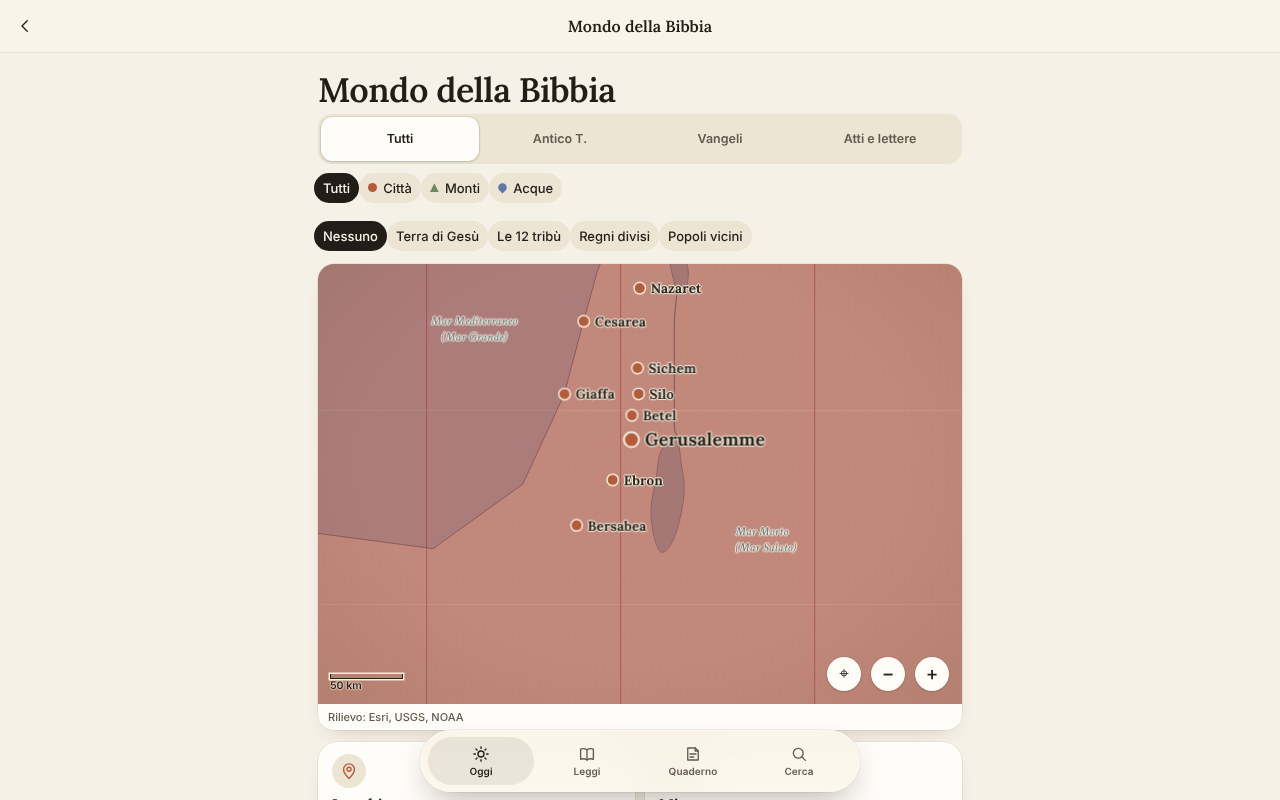 Mondo della Bibbia
Mondo della Bibbia
Tutti
Antico T.
Vangeli
Atti e lettere
Tutti
Città
Monti
Acque
Nessuno
Terra di Gesù
Le 12 tribù
Regni divisi
Popoli vicini
Nazaret
Mar Mediterraneo
(Mar Grande)
Cesarea
Sichem
Giaffa
Silo
Betel
Gerusalemme
Ebron
Bersabea
Mar Morto
(Mar Salato)
50 km
Rilievo: Esri, USGS, NOAA
Oggi
Leggi
Quaderno
Cerca